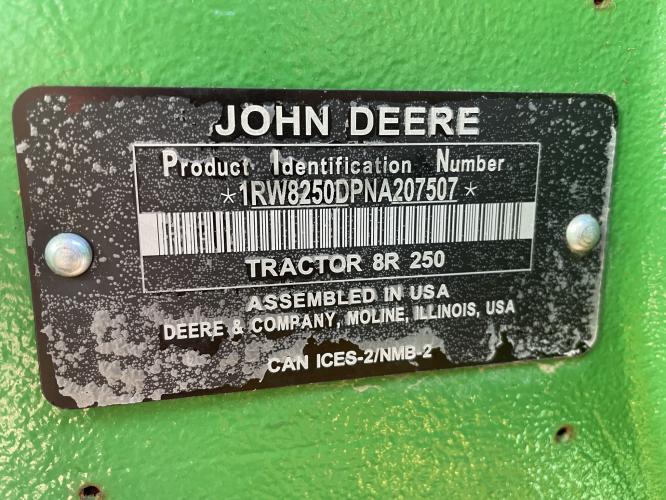 JOHN DEERE
Product Identification Number
*1RW8250DPNA207507*
TRACTOR 8R 250
ASSEMBLED IN USA
DEERE & COMPANY, MOLINE, ILLINOIS, USA
CAN ICES-2/NMB-2